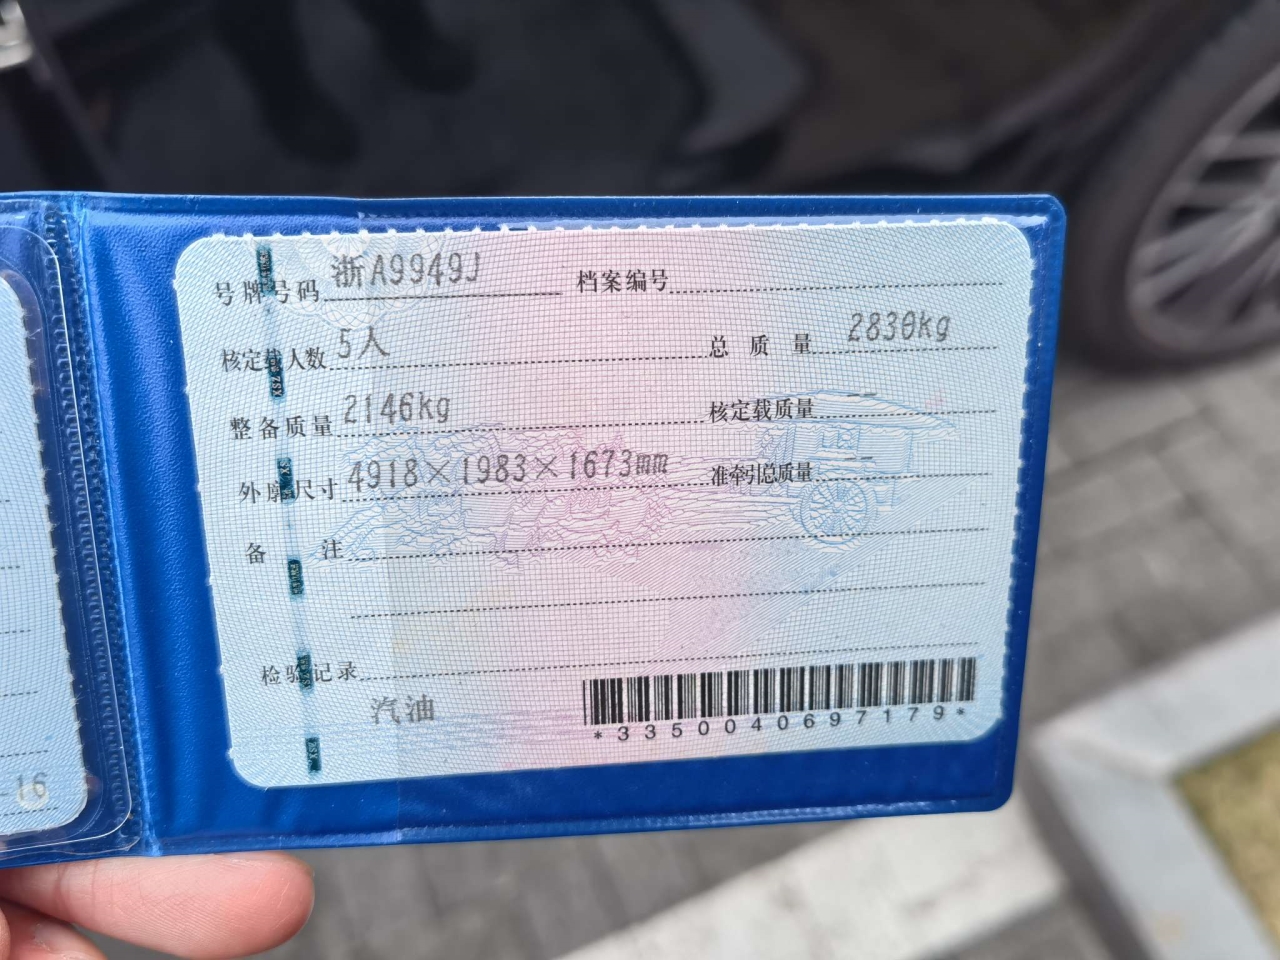 号牌号码 浙A9949J 档案编号
核定载人数 5人 总质量 2830kg
整备质量 2146kg 核定载质量 --
外廓尺寸 4918×1983×1673mm 准牵引总质量 --
备注
检验记录
汽油
*3350040697179*
-16